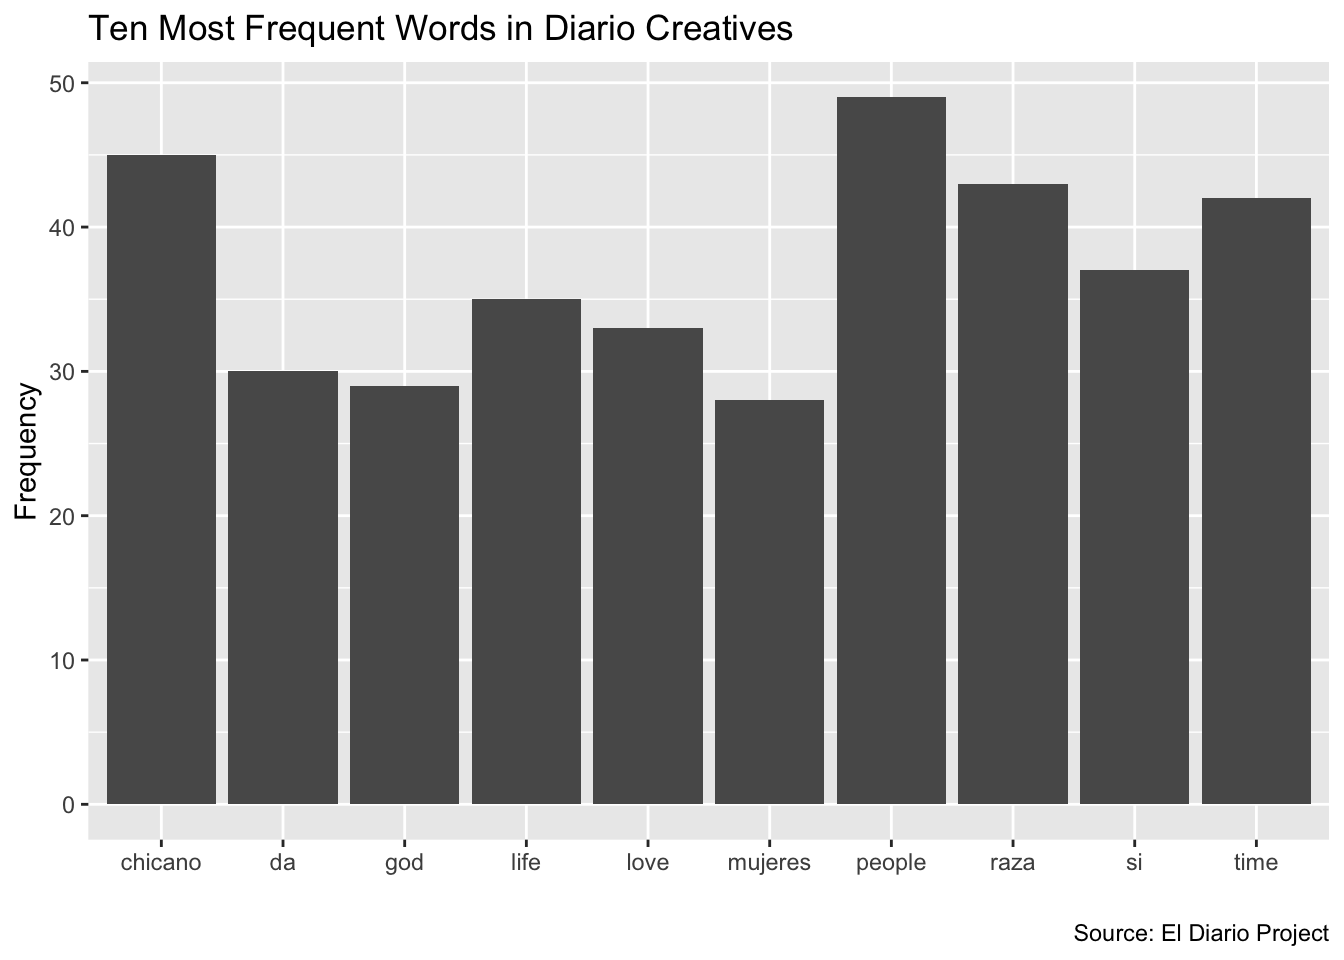 Ten Most Frequent Words in Diario Creatives
50
40
30
20
10
0
Frequency
chicano da god life love mujeres people raza si time
Source: El Diario Project